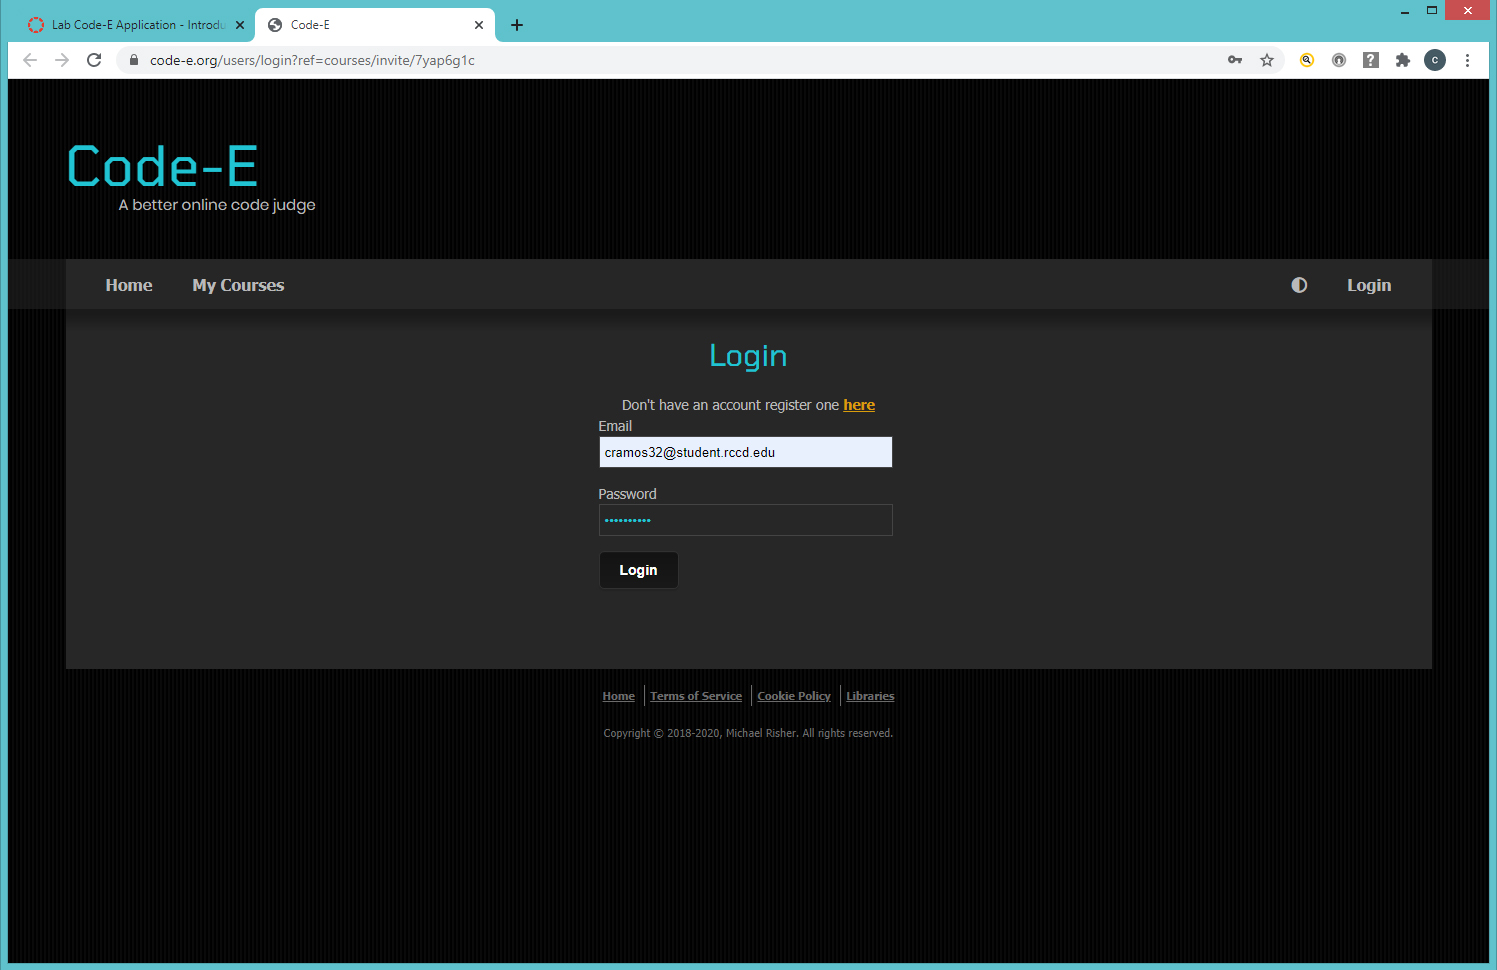 Lab Code-E Application - Introdu
Code-E
code-e.org/users/login?ref=courses/invite/7yap6g1c
c
Code-E
A better online code judge
Home
My Courses
Login
Login
Don't have an account register one here
Email
cramos32@student.rccd.edu
Password
••••••••••
Login
Home
Terms of Service
Cookie Policy
Libraries
Copyright © 2018-2020, Michael Risher. All rights reserved.